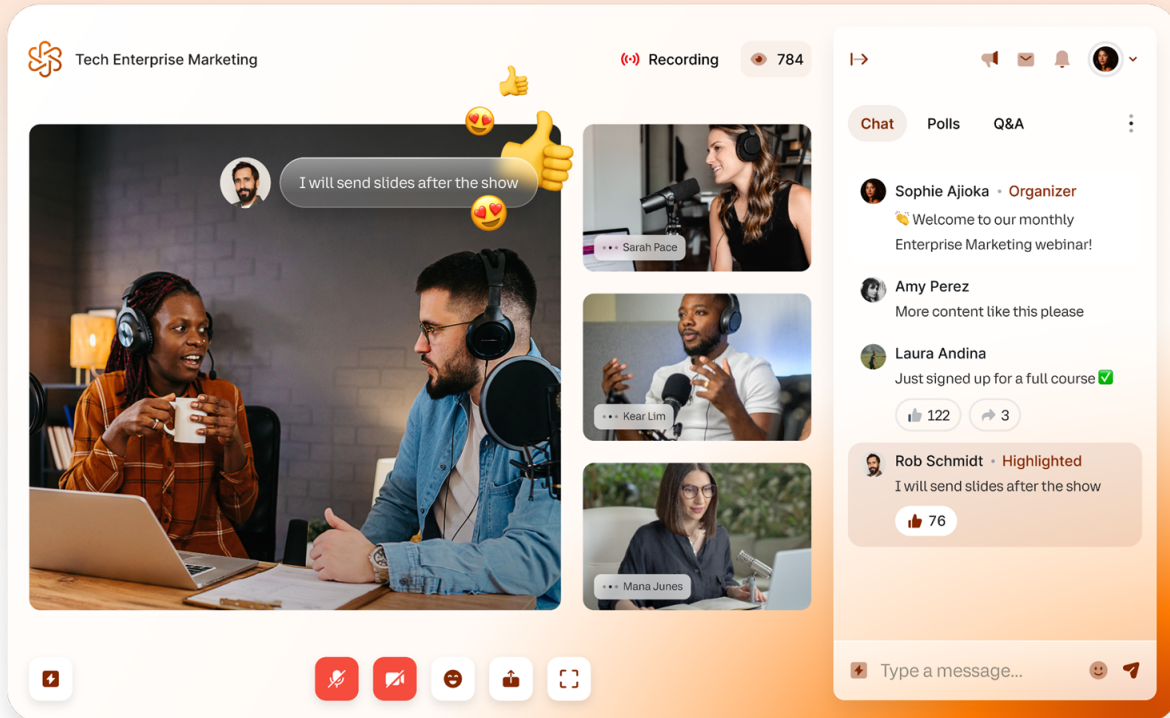 Tech Enterprise Marketing
Recording
784
I will send slides after the show
Sarah Pace
Kear Lim
Mana Junes
Chat
Polls
Q&A
Sophie Ajioka • Organizer
👏 Welcome to our monthly
Enterprise Marketing webinar!
Amy Perez
More content like this please
Laura Andina
Just signed up for a full course ✅
122
3
Rob Schmidt • Highlighted
I will send slides after the show
76
Type a message...